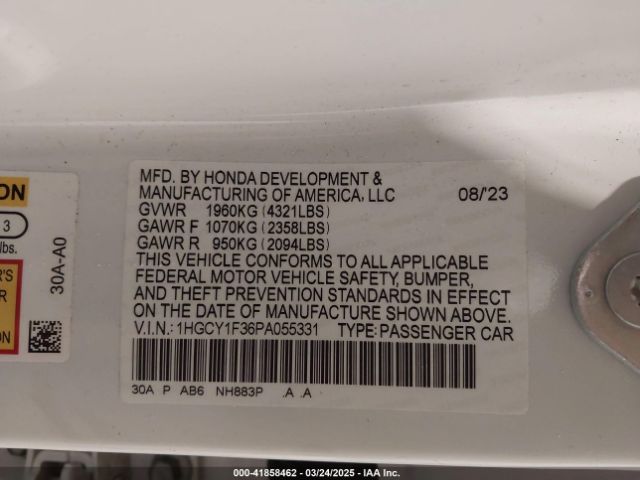 MFD. BY HONDA DEVELOPMENT &
MANUFACTURING OF AMERICA, LLC 08/'23
GVWR 1960KG (4321LBS)
GAWR F 1070KG (2358LBS)
GAWR R 950KG (2094LBS)
THIS VEHICLE CONFORMS TO ALL APPLICABLE
FEDERAL MOTOR VEHICLE SAFETY, BUMPER,
AND THEFT PREVENTION STANDARDS IN EFFECT
ON THE DATE OF MANUFACTURE SHOWN ABOVE.
V.I.N.: 1HGCY1F36PA055331 TYPE: PASSENGER CAR
30A P AB6 NH883P .A .A
ON
3
lbs.
R'S
30A-A0
000-41858462 - 03/24/2025 - IAA Inc.